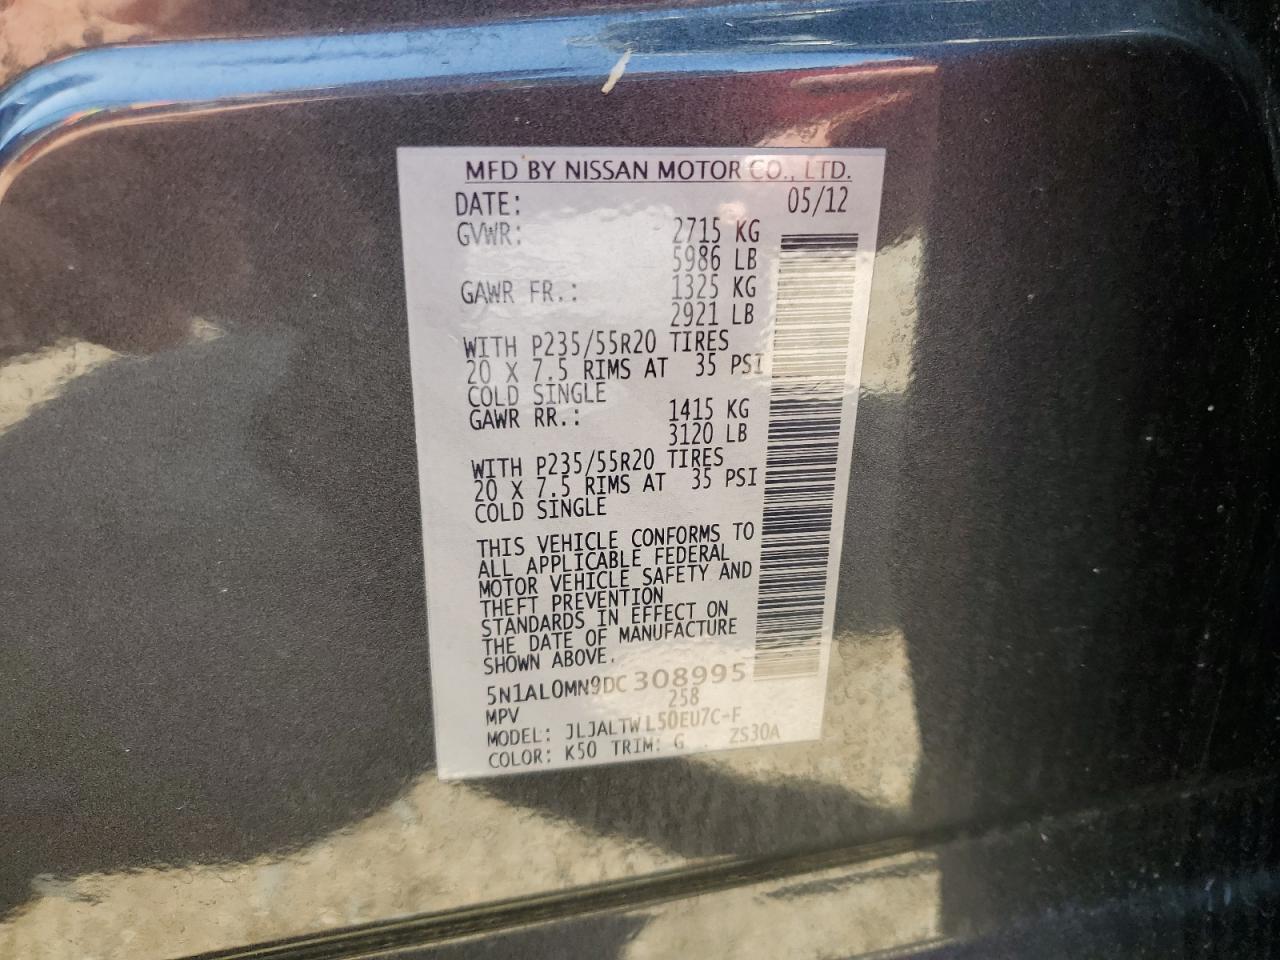 MFD BY NISSAN MOTOR CO., LTD.
DATE: 05/12
GVWR: 2715 KG
5986 LB
GAWR FR.: 1325 KG
2921 LB
WITH P235/55R20 TIRES
20 X 7.5 RIMS AT 35 PSI
COLD SINGLE
GAWR RR.: 1415 KG
3120 LB
WITH P235/55R20 TIRES
20 X 7.5 RIMS AT 35 PSI
COLD SINGLE
THIS VEHICLE CONFORMS TO
ALL APPLICABLE FEDERAL
MOTOR VEHICLE SAFETY AND
THEFT PREVENTION
STANDARDS IN EFFECT ON
THE DATE OF MANUFACTURE
SHOWN ABOVE.
5N1AL0MN9DC308995
MPV 258
MODEL: JLJALTWL50EU7C-F
COLOR: K50 TRIM: G ZS30A